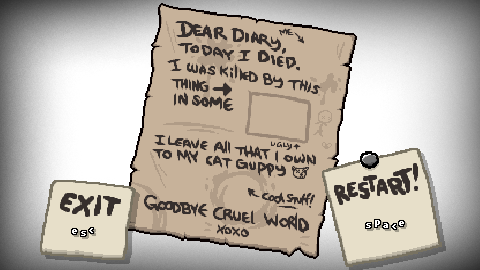 ME
DEAR DIARY,
TODAY I DIED.
I WAS KILLED BY THIS
THING
IN SOME
UGLY+
I LEAVE ALL THAT I OWN
TO MY CAT GUPPY
COOL STUFF!
GOODBYE CRUEL WORLD
XOXO
EXIT
esc
RESTART!
space